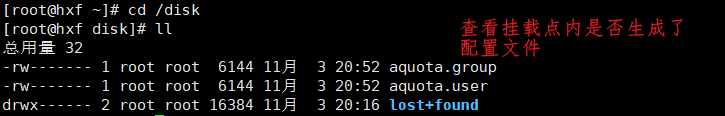 [root@hxf ~]# cd /disk
[root@hxf disk]# ll
总用量 32
-rw------- 1 root root  6144 11月  3 20:52 aquota.group
-rw------- 1 root root  6144 11月  3 20:52 aquota.user
drwx------ 2 root root 16384 11月  3 20:16 lost+found
查看挂载点内是否生成了
配置文件